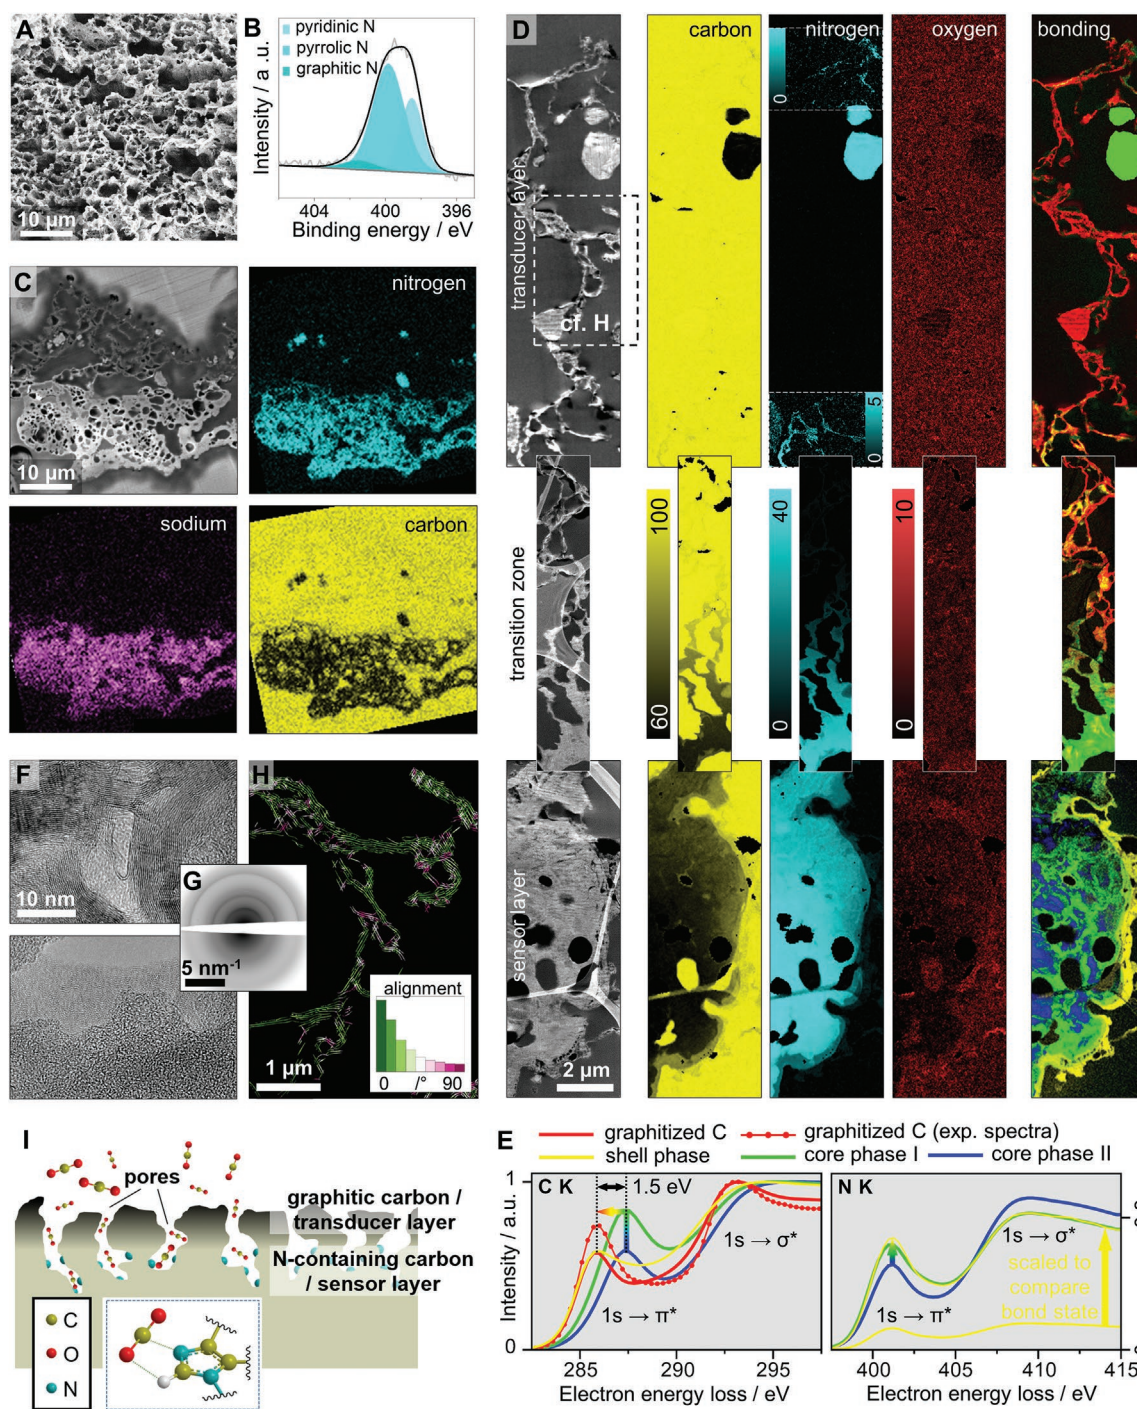 A
10 µm
B
pyridinic N
pyrrolic N
graphitic N
Intensity / a .u.
404 400 396
Binding energy / eV
C
10 µm
nitrogen
sodium
carbon
D
carbon
nitrogen
oxygen
bonding
transducer layer
cf. H
0
0 5
transition zone
60 100
0 40
0 10
sensor layer
2 µm
F
10 nm
G
5 nm⁻¹
H
1 µm
alignment
0 /° 90
I
pores
graphitic carbon /
transducer layer
N-containing carbon
/ sensor layer
C
O
N
E
graphitized C
graphitized C (exp. spectra)
shell phase
core phase I
core phase II
Intensity / a.u.
1
0
C K
1.5 eV
1s → σ*
1s → π*
285 290 295
Electron energy loss / eV
N K
1s → σ*
1s → π*
scaled to
compare
bond state
400 405 410 415
Electron energy loss / eV